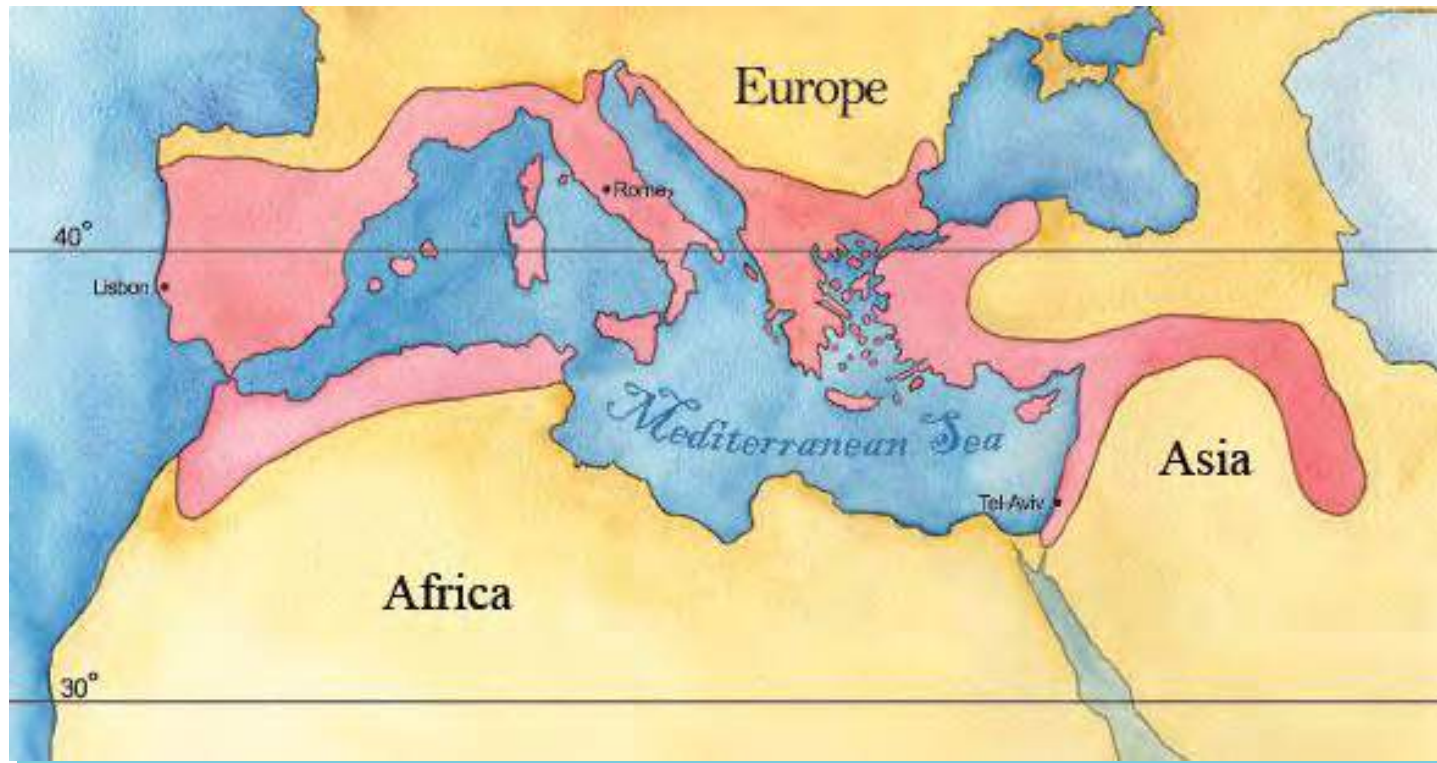 Europe
Rome
40°
Lisbon
Mediterranean Sea
Asia
Tel Aviv
Africa
30°